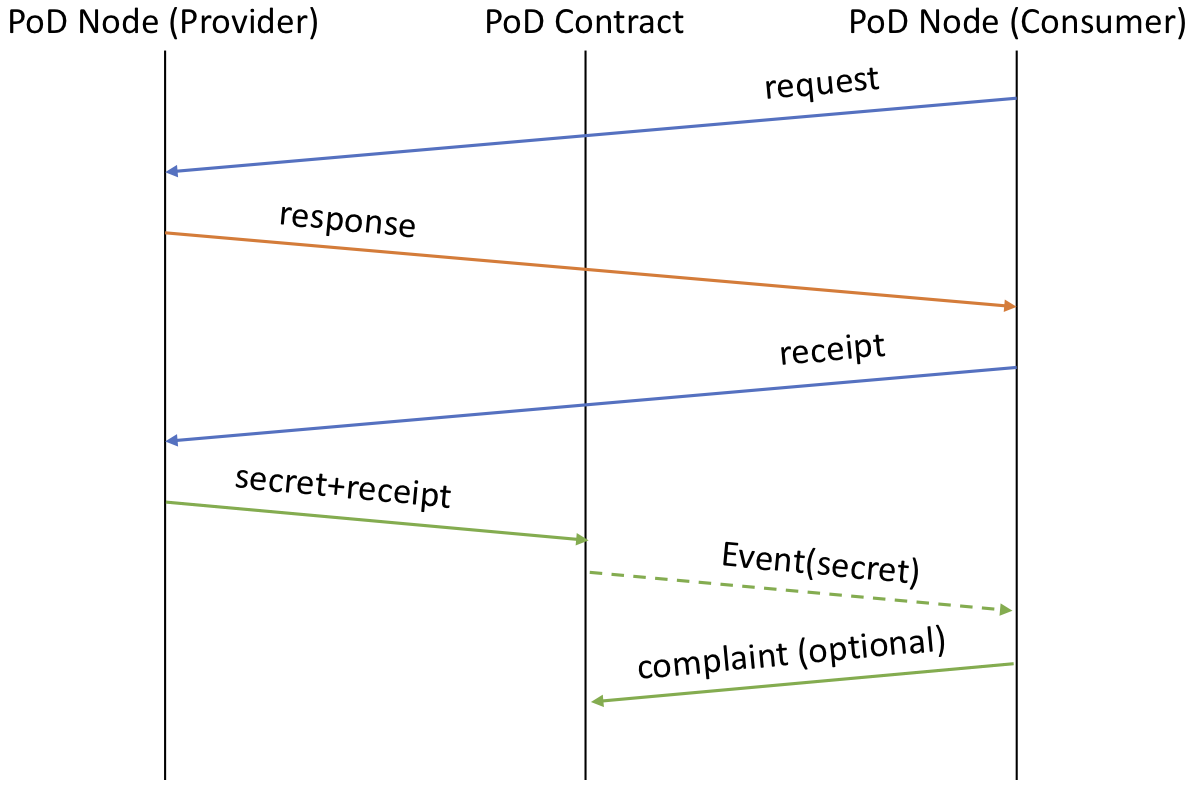 PoD Node (Provider)
PoD Contract
PoD Node (Consumer)
request
response
receipt
secret+receipt
Event(secret)
complaint (optional)